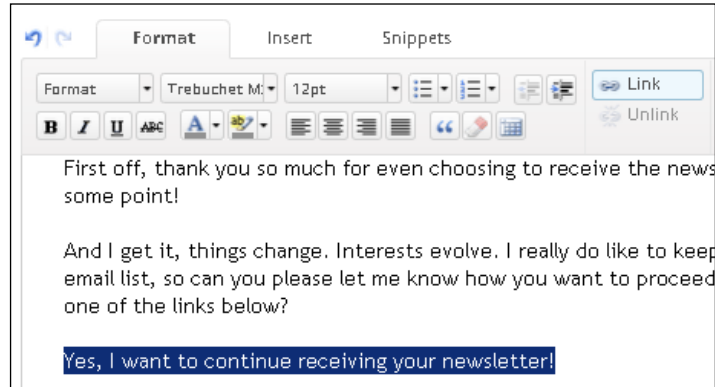 Format Insert Snippets
Format Trebuchet M: 12pt Link
B I U ABC A ab Unlink
First off, thank you so much for even choosing to receive the news
some point!
And I get it, things change. Interests evolve. I really do like to keep
email list, so can you please let me know how you want to proceed
one of the links below?
Yes, I want to continue receiving your newsletter!